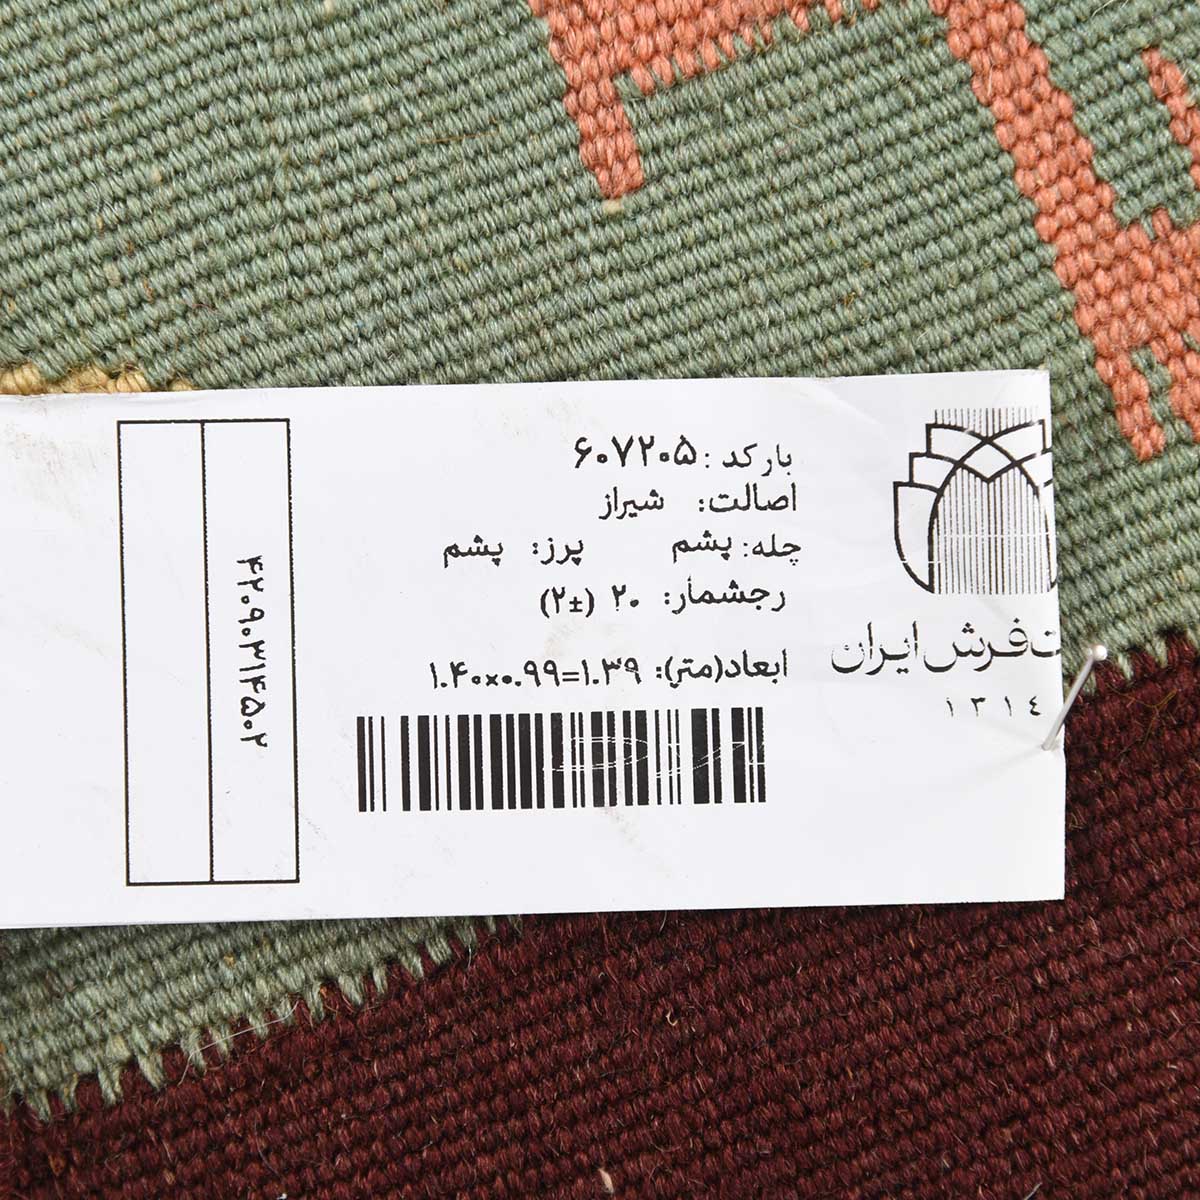 بارکد: ۶۰۷۲۰۵
اصالت: شیراز
چله: پشم پرز: پشم
رجشمار: ۲۰ (±۲)
ابعاد(متر): ۱.۴۰×۰.۹۹=۱.۳۹
فرش ایران
۱۳۱٤
۴۲۰۹۰۳۱۴۵۰۲